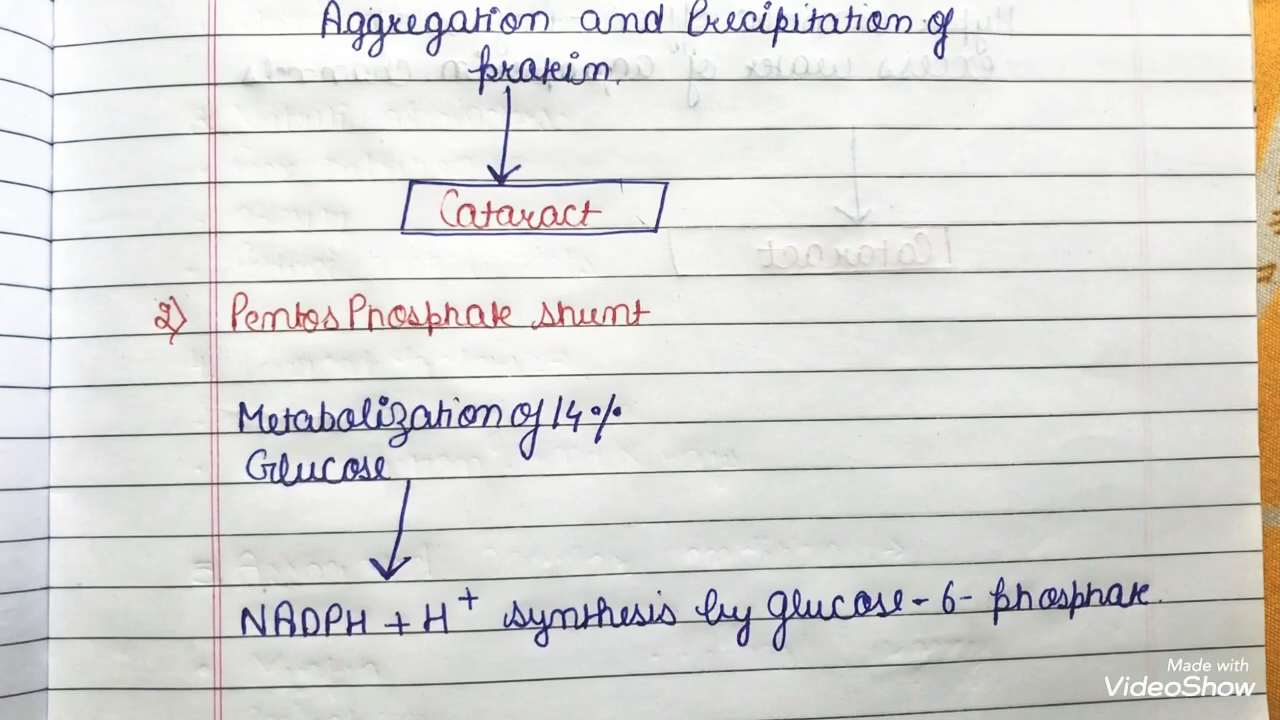 Aggregation and Precipitation of
protein.
Cataract
2) Pentos Phosphate shunt
Metabolization of 14%
Glucose
NADPH + H+ synthesis by glucose - 6 - phosphate.
Made with
VideoShow